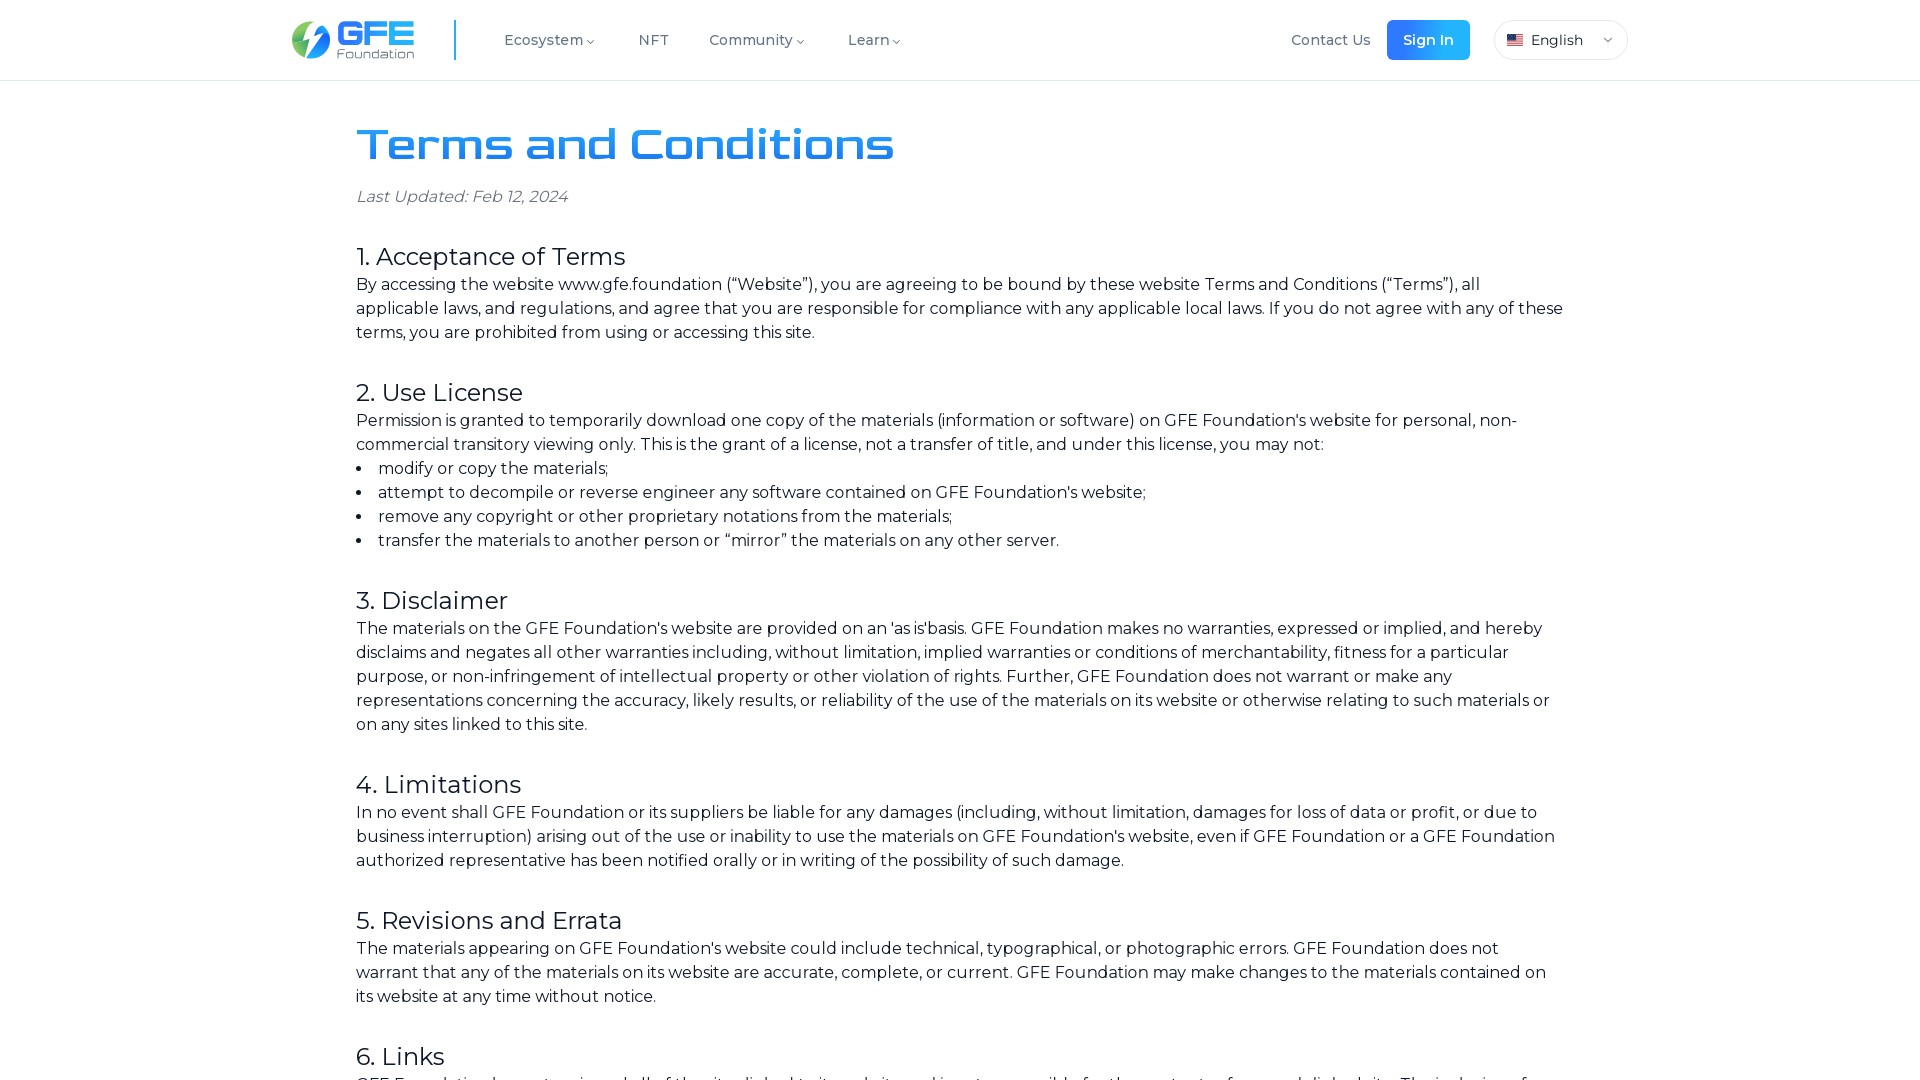 GFE
Foundation
Ecosystem
NFT
Community
Learn
Contact Us
Sign In
English
Terms and Conditions
Last Updated: Feb 12, 2024
1. Acceptance of Terms
By accessing the website www.gfe.foundation (“Website”), you are agreeing to be bound by these website Terms and Conditions (“Terms”), all
applicable laws, and regulations, and agree that you are responsible for compliance with any applicable local laws. If you do not agree with any of these
terms, you are prohibited from using or accessing this site.
2. Use License
Permission is granted to temporarily download one copy of the materials (information or software) on GFE Foundation's website for personal, non-
commercial transitory viewing only. This is the grant of a license, not a transfer of title, and under this license, you may not:
• modify or copy the materials;
• attempt to decompile or reverse engineer any software contained on GFE Foundation's website;
• remove any copyright or other proprietary notations from the materials;
• transfer the materials to another person or “mirror” the materials on any other server.
3. Disclaimer
The materials on the GFE Foundation's website are provided on an 'as is'basis. GFE Foundation makes no warranties, expressed or implied, and hereby
disclaims and negates all other warranties including, without limitation, implied warranties or conditions of merchantability, fitness for a particular
purpose, or non-infringement of intellectual property or other violation of rights. Further, GFE Foundation does not warrant or make any
representations concerning the accuracy, likely results, or reliability of the use of the materials on its website or otherwise relating to such materials or
on any sites linked to this site.
4. Limitations
In no event shall GFE Foundation or its suppliers be liable for any damages (including, without limitation, damages for loss of data or profit, or due to
business interruption) arising out of the use or inability to use the materials on GFE Foundation's website, even if GFE Foundation or a GFE Foundation
authorized representative has been notified orally or in writing of the possibility of such damage.
5. Revisions and Errata
The materials appearing on GFE Foundation's website could include technical, typographical, or photographic errors. GFE Foundation does not
warrant that any of the materials on its website are accurate, complete, or current. GFE Foundation may make changes to the materials contained on
its website at any time without notice.
6. Links